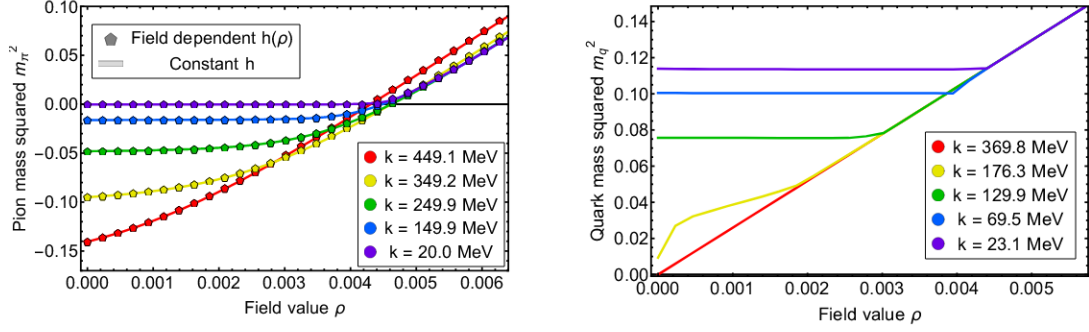 Pion mass squared mπ²
0.10
0.05
0.00
−0.05
−0.10
−0.15
Field dependent h(ρ)
Constant h
k = 449.1 MeV
k = 349.2 MeV
k = 249.9 MeV
k = 149.9 MeV
k = 20.0 MeV
0.000 0.001 0.002 0.003 0.004 0.005 0.006
Field value ρ
Quark mass squared mq²
0.14
0.12
0.10
0.08
0.06
0.04
0.02
0.00
k = 369.8 MeV
k = 176.3 MeV
k = 129.9 MeV
k = 69.5 MeV
k = 23.1 MeV
0.000 0.001 0.002 0.003 0.004 0.005
Field value ρ